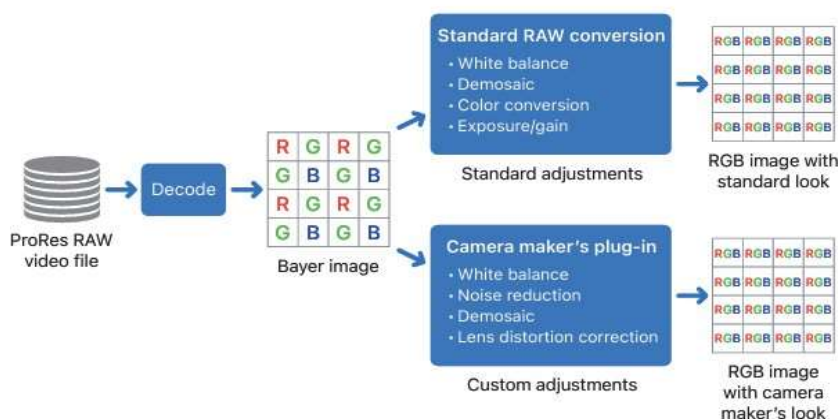 ProRes RAW
video file
Decode
R G R G
G B G B
R G R G
G B G B
Bayer image
Standard RAW conversion
• White balance
• Demosaic
• Color conversion
• Exposure/gain
Standard adjustments
RGB RGB RGB RGB
RGB RGB RGB RGB
RGB RGB RGB RGB
RGB RGB RGB RGB
RGB image with
standard look
Camera maker's plug-in
• White balance
• Noise reduction
• Demosaic
• Lens distortion correction
Custom adjustments
RGB RGB RGB RGB
RGB RGB RGB RGB
RGB RGB RGB RGB
RGB RGB RGB RGB
RGB image
with camera
maker's look